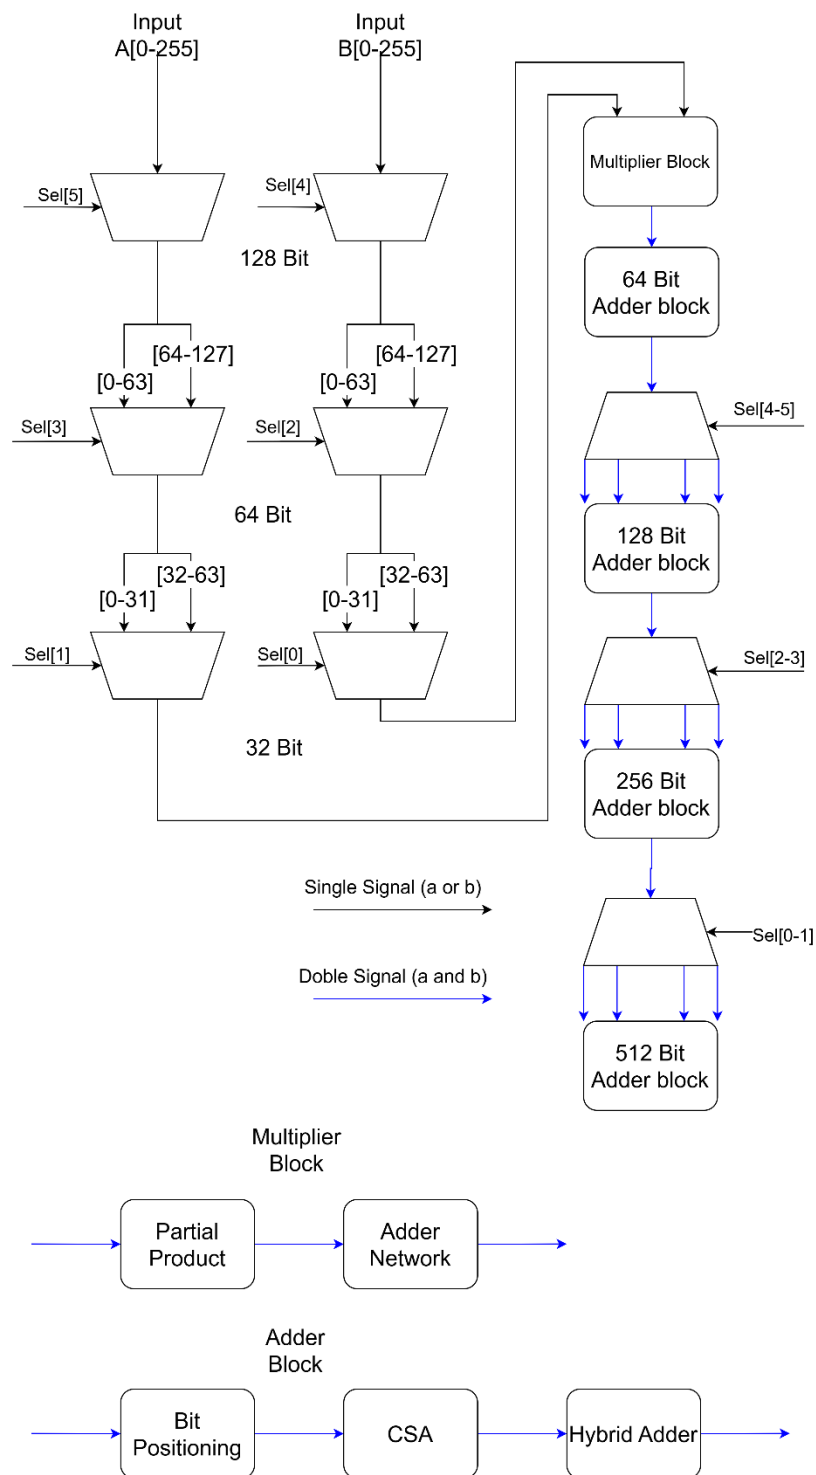 Input
A[0-255]
Input
B[0-255]
Multiplier Block
Sel[5]
Sel[4]
128 Bit
64 Bit
Adder block
[64-127]
[0-63]
[64-127]
[0-63]
Sel[4-5]
Sel[3]
Sel[2]
64 Bit
128 Bit
Adder block
[32-63]
[0-31]
[32-63]
[0-31]
Sel[1]
Sel[0]
Sel[2-3]
32 Bit
256 Bit
Adder block
Single Signal (a or b)
Sel[0-1]
Doble Signal (a and b)
512 Bit
Adder block
Multiplier
Block
Partial
Product
Adder
Network
Adder
Block
Bit
Positioning
CSA
Hybrid Adder